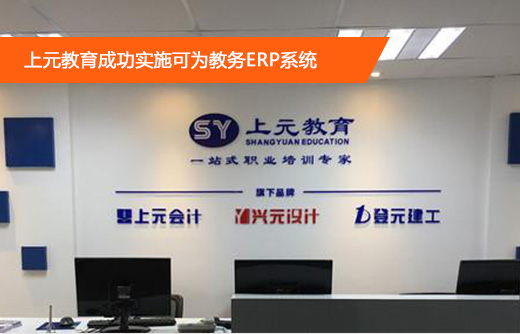 上元教育成功实施可为教务ERP系统
SY 上元教育
SHANGYUAN EDUCATION
一站式职业培训专家
旗下品牌
上元会计 兴元设计 登元建工